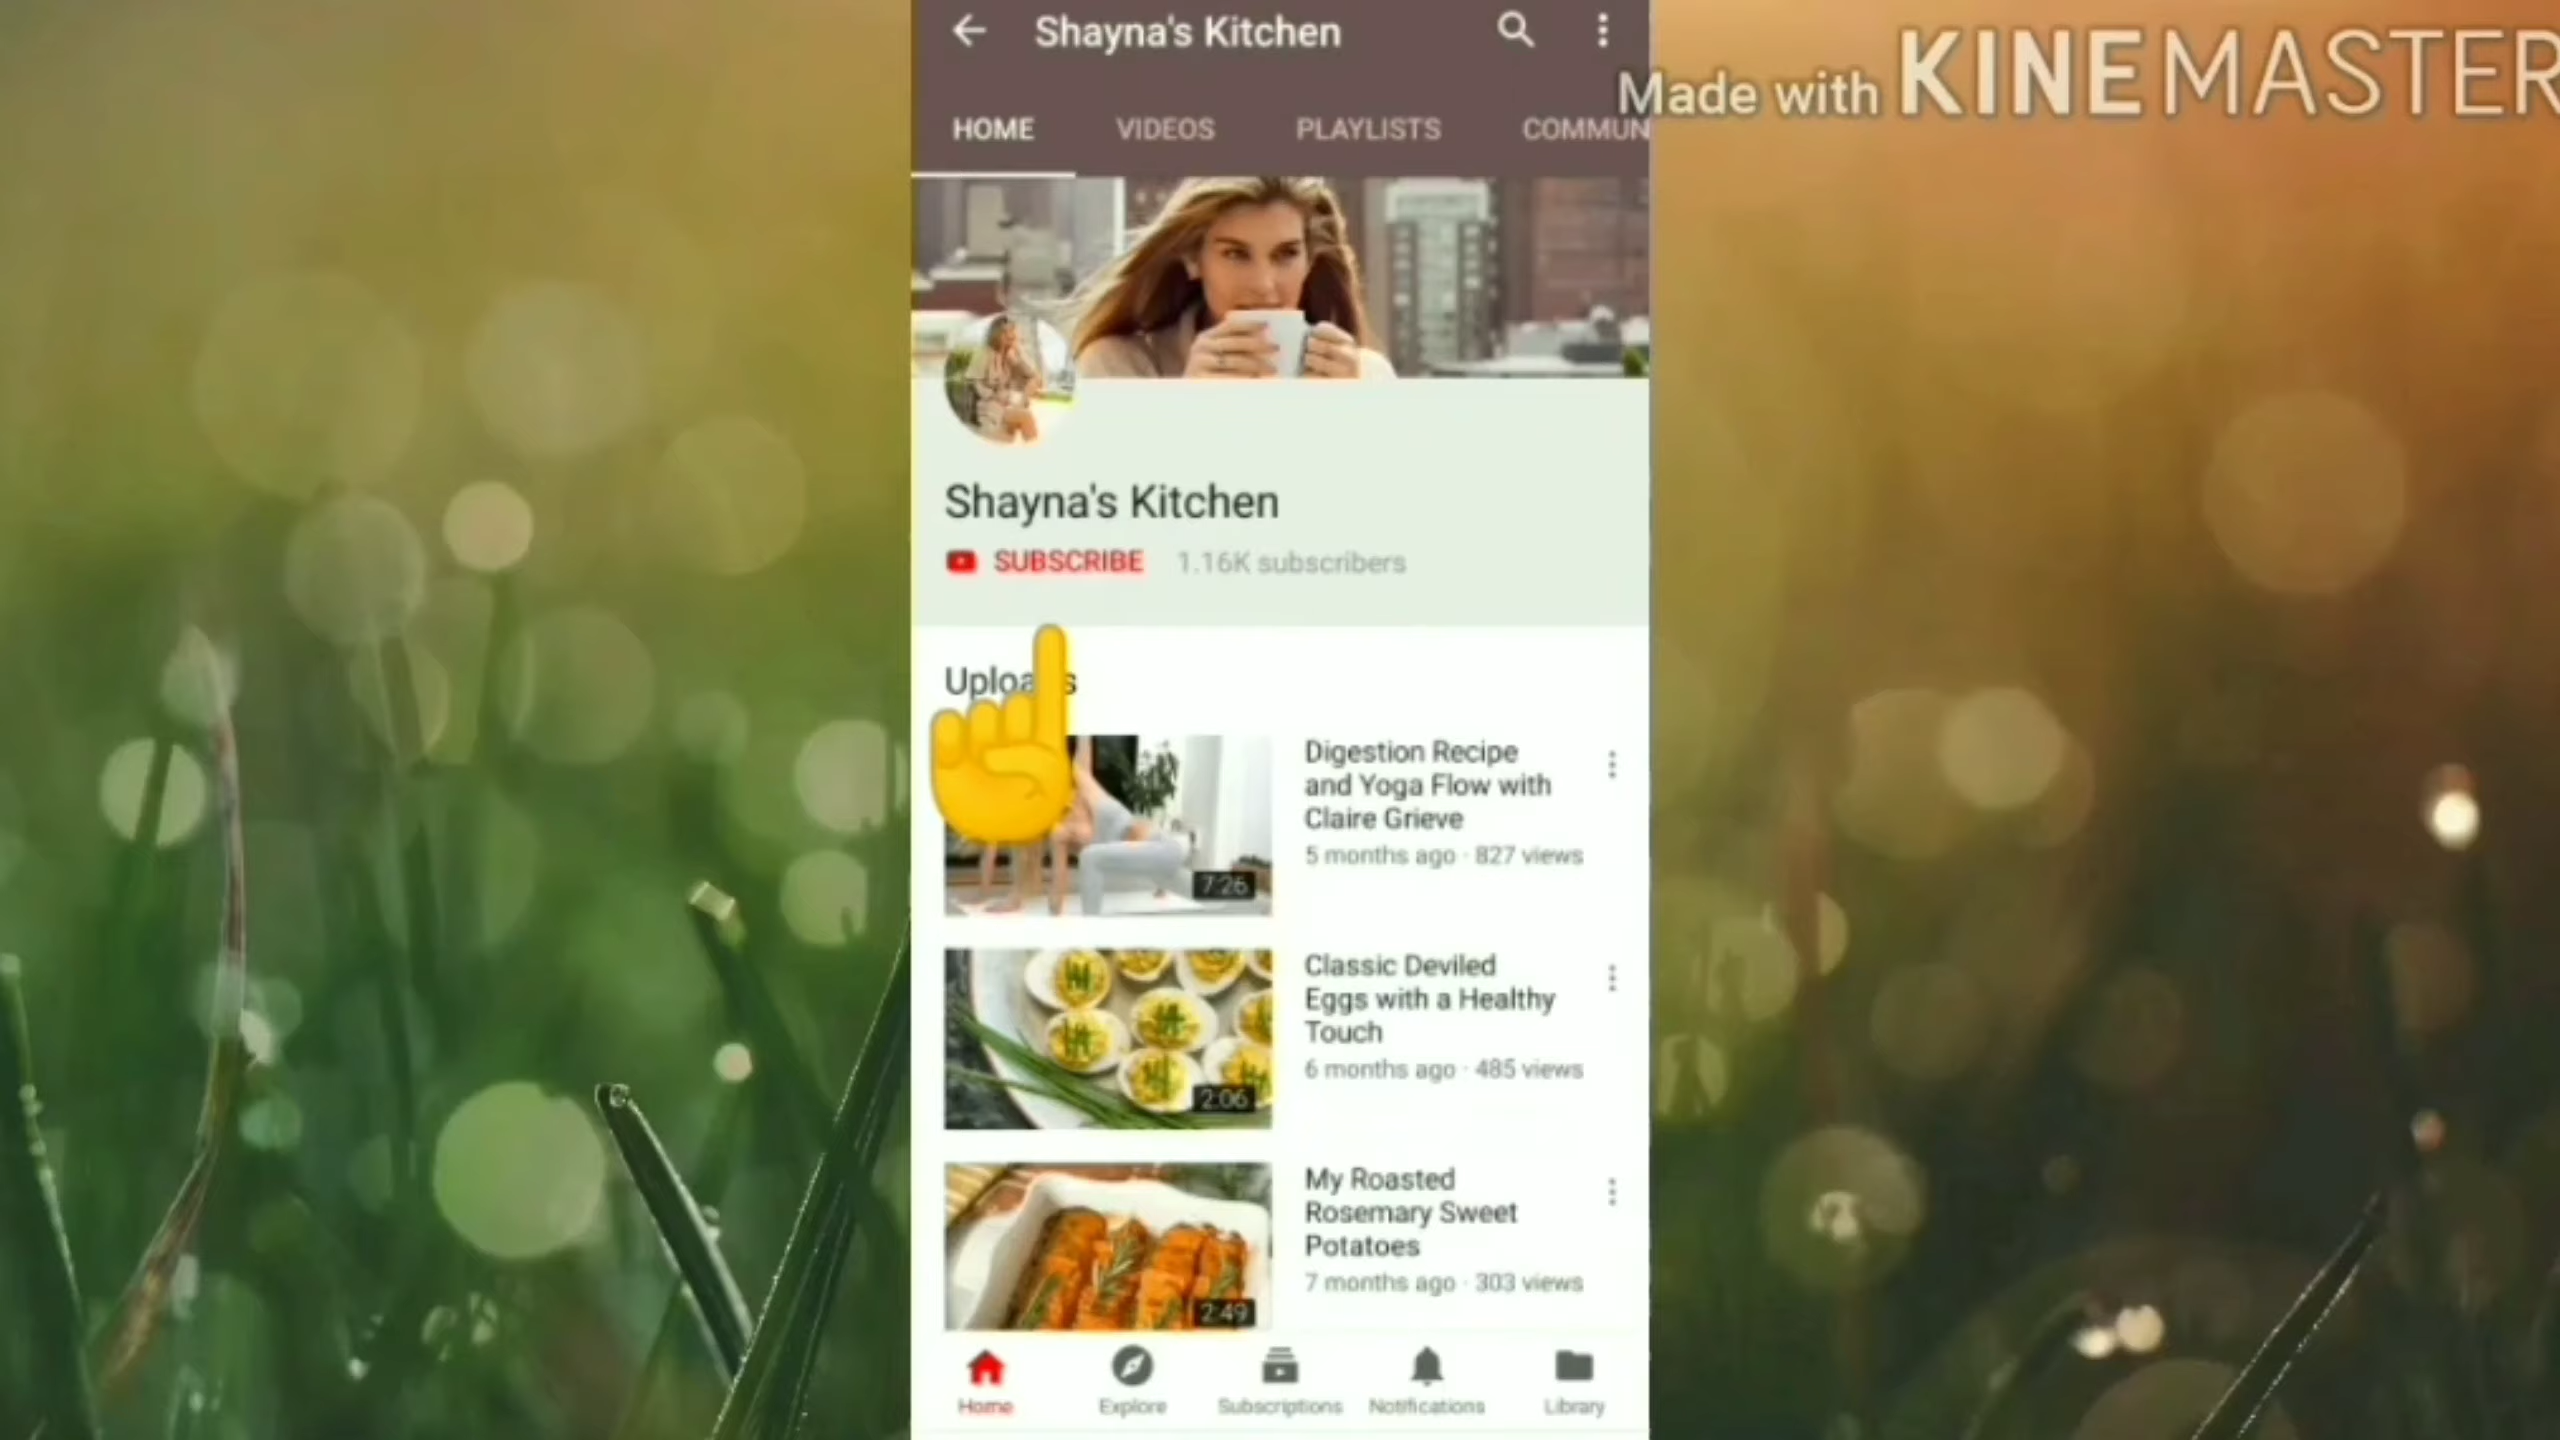 Shayna's Kitchen
Made with KINEMASTER
HOME VIDEOS PLAYLISTS COMMUN
Shayna's Kitchen
SUBSCRIBE 1.16K subscribers
Uploads
Digestion Recipe
and Yoga Flow with
Claire Grieve
5 months ago · 827 views
7:26
Classic Deviled
Eggs with a Healthy
Touch
6 months ago · 485 views
2:06
My Roasted
Rosemary Sweet
Potatoes
7 months ago · 303 views
2:49
Home Explore Subscriptions Notifications Library